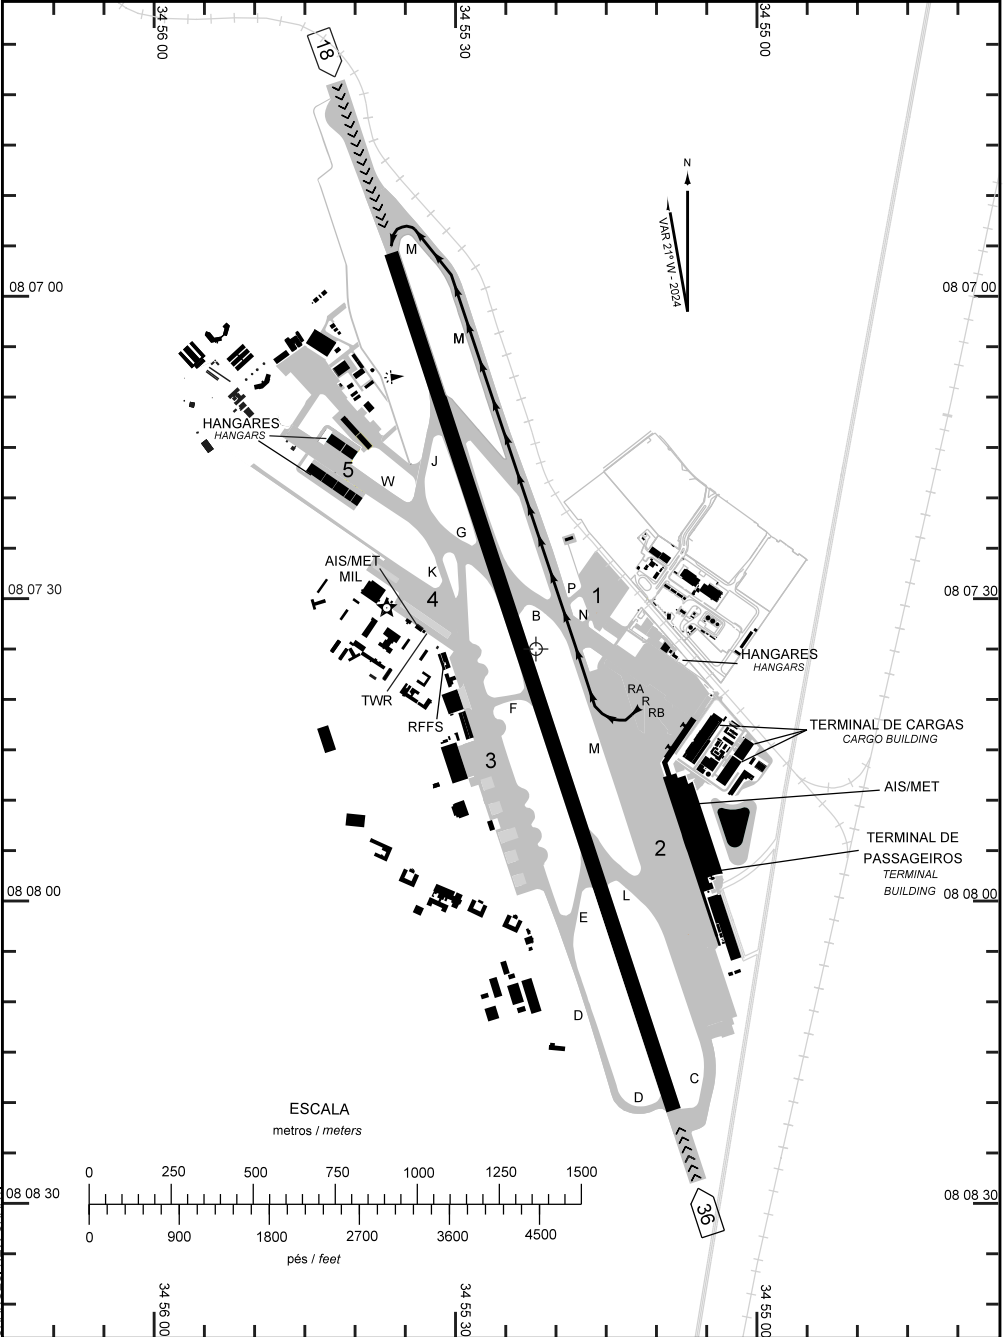 34 56 00
34 55 30
34 55 00
18
N
VAR 21° W - 2024
M
08 07 00
08 07 00
M
HANGARES
HANGARS
J
5
W
G
AIS/MET
MIL
K
4
08 07 30
08 07 30
P
1
N
B
HANGARES
HANGARS
TWR
RFFS
RA
R
RB
F
M
TERMINAL DE CARGAS
CARGO BUILDING
3
AIS/MET
2
TERMINAL DE
PASSAGEIROS
TERMINAL
BUILDING
08 08 00
08 08 00
L
E
D
C
D
ESCALA
metros / meters
0 250 500 750 1000 1250 1500
0 900 1800 2700 3600 4500
pés / feet
08 08 30
08 08 30
36
34 56 00
34 55 30
34 55 00